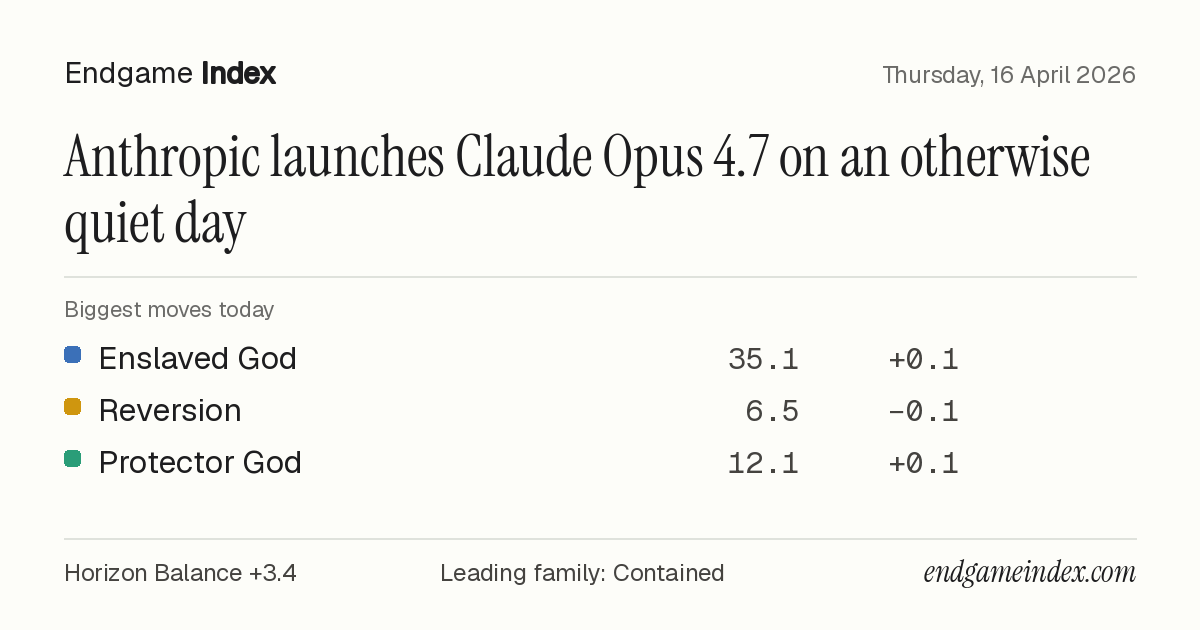 Endgame Index
Thursday, 16 April 2026
Anthropic launches Claude Opus 4.7 on an otherwise
quiet day
Biggest moves today
Enslaved God 35.1 +0.1
Reversion 6.5 −0.1
Protector God 12.1 +0.1
Horizon Balance +3.4
Leading family: Contained
endgameindex.com